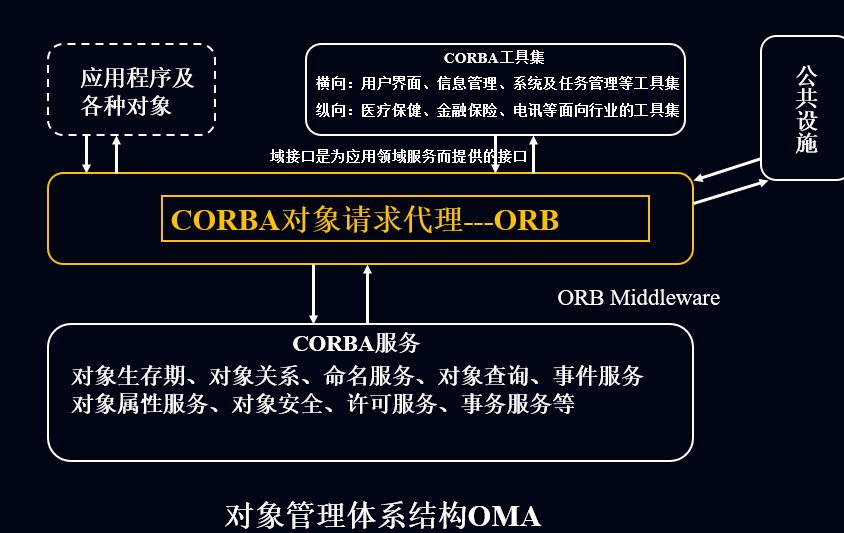 应用程序及
各种对象
CORBA工具集
横向：用户界面、信息管理、系统及任务管理等工具集
纵向：医疗保健、金融保险、电讯等面向行业的工具集
公共设施
域接口是为应用领域服务而提供的接口
CORBA对象请求代理---ORB
ORB Middleware
CORBA服务
对象生存期、对象关系、命名服务、对象查询、事件服务
对象属性服务、对象安全、许可服务、事务服务等
对象管理体系结构OMA